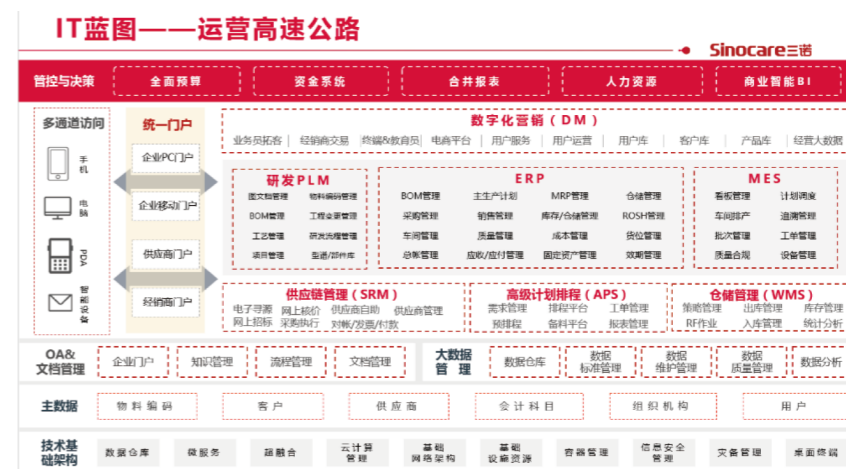 IT蓝图——运营高速公路
Sinocare三诺
管控与决策 全面预算 资金系统 合并报表 人力资源 商业智能BI
多通道访问
手机
电脑
PDA
智能设备
统一门户
企业PC门户
企业移动门户
供应商门户
经销商门户
数字化营销（DM）
业务员拓客 经销商交易 终端&教育员 电商平台 用户服务 用户运营 用户库 客户库 产品库 经营大数据
研发PLM
图文档管理 物料编码管理
BOM管理 工程变更管理
工艺管理 研发流程管理
项目管理 型谱/部件库
ERP
BOM管理 主生产计划 MRP管理 仓储管理
采购管理 销售管理 库存/仓储管理 ROSH管理
车间管理 质量管理 成本管理 货位管理
总帐管理 应收/应付管理 固定资产管理 效期管理
MES
看板管理 计划调度
车间排产 追溯管理
批次管理 工单管理
质量合规 设备管理
供应链管理（SRM）
电子寻源 网上核价 供应商自助 供应商管理
网上招标 采购执行 对帐/发票/付款
高级计划排程（APS）
需求管理 排程平台 工单管理
预排程 备料平台 报表管理
仓储管理（WMS）
策略管理 出库管理 库存管理
RF作业 入库管理 统计分析
OA&
文档管理
企业门户 知识管理 流程管理 文档管理
大数据
管 理
数据仓库 数据标准管理 数据维护管理 数据质量管理 数据分析
主数据 物料编码 客户 供应商 会计科目 组织机构 用户
技术基
础架构
数据仓库 微服务 超融合 云计算管理 基础网络架构 基础设施资源 容器管理 信息安全管理 灾备管理 桌面终端